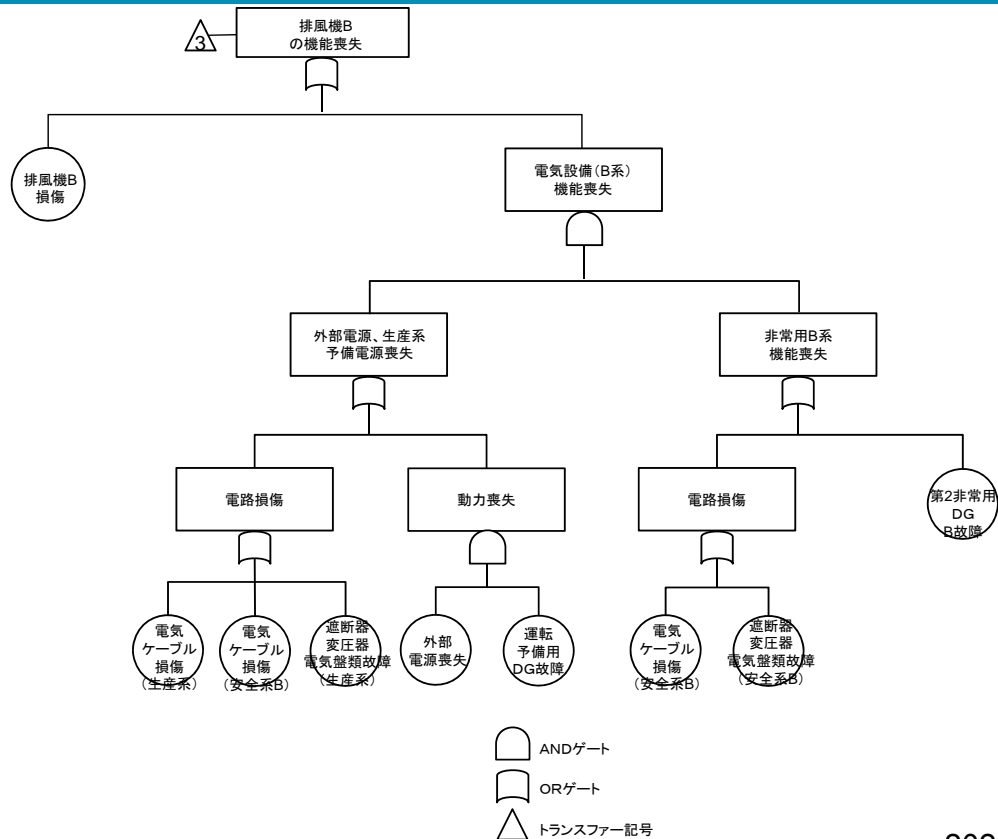 3
排風機B
の機能喪失
排風機B
損傷
電気設備(B系)
機能喪失
外部電源、生産系
予備電源喪失
非常用B系
機能喪失
電路損傷
動力喪失
電路損傷
第2非常用
DG
B故障
電気
ケーブル
損傷
(生産系)
電気
ケーブル
損傷
(安全系B)
遮断器
変圧器
電気盤類故障
(生産系)
外部
電源喪失
運転
予備用
DG故障
電気
ケーブル
損傷
(安全系B)
遮断器
変圧器
電気盤類故障
(安全系B)
ANDゲート
ORゲート
トランスファー記号